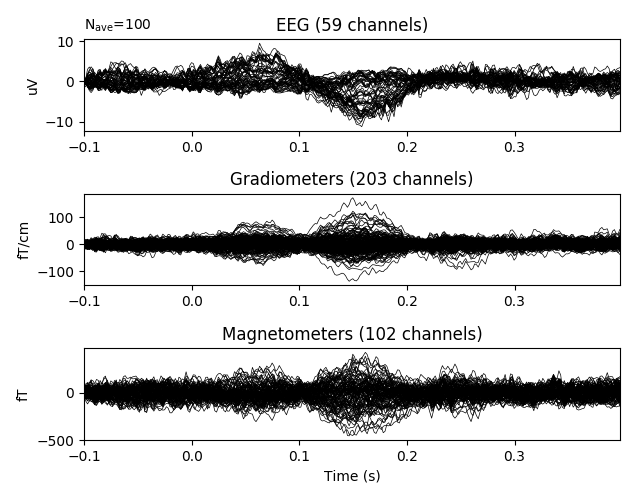 Nave=100
EEG (59 channels)
10
0
−10
uV
−0.1 0.0 0.1 0.2 0.3
Gradiometers (203 channels)
100
0
−100
fT/cm
−0.1 0.0 0.1 0.2 0.3
Magnetometers (102 channels)
0
−500
fT
−0.1 0.0 0.1 0.2 0.3
Time (s)